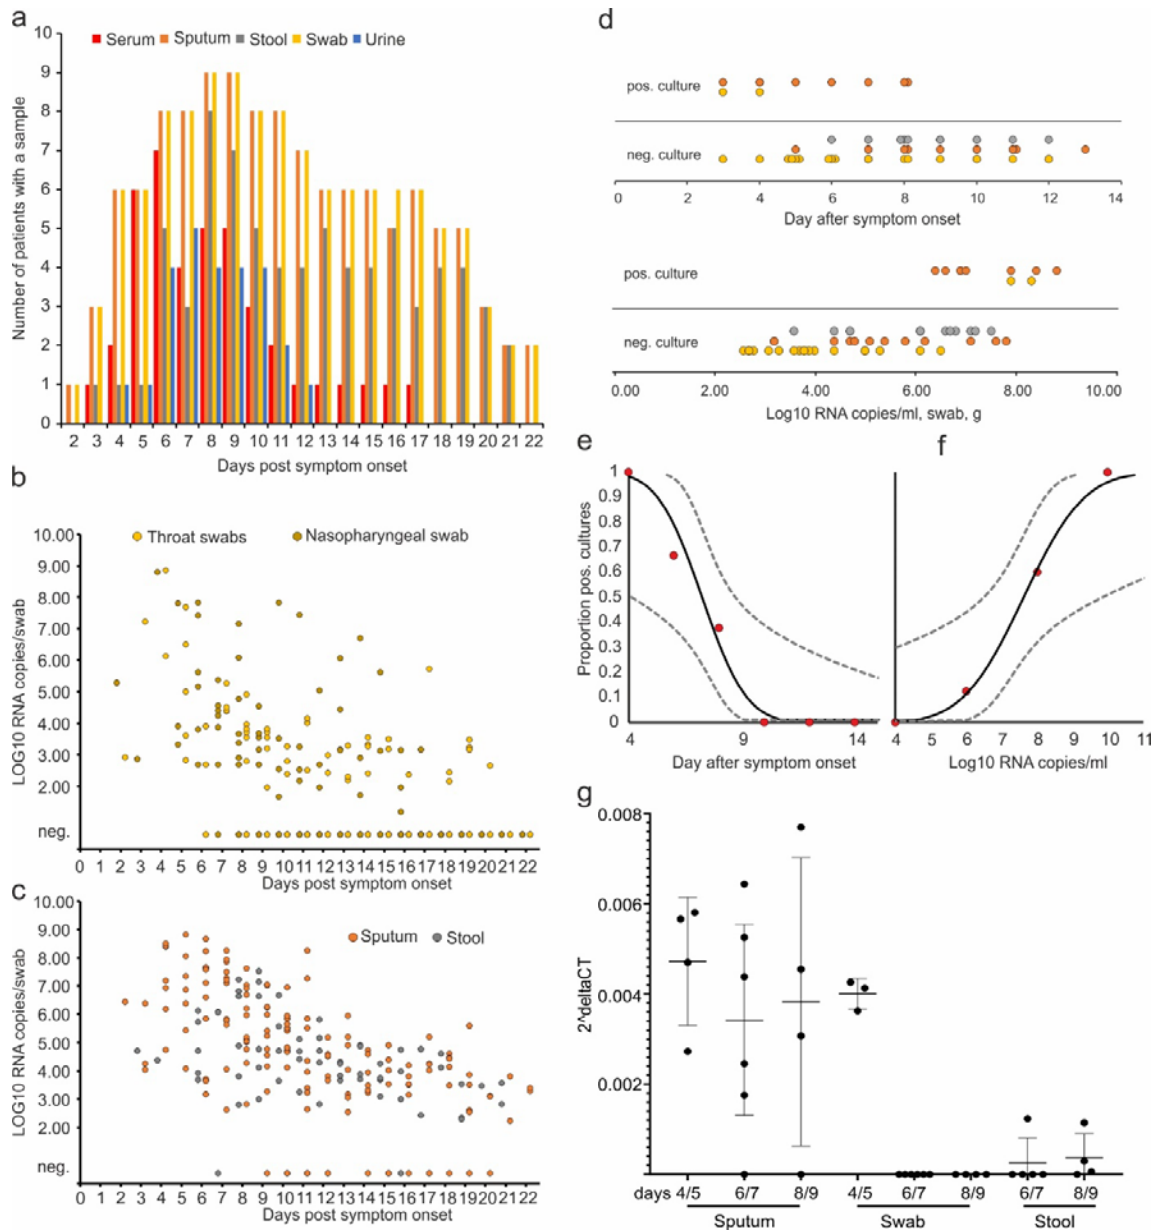 a
10
9
8
7
6
5
4
3
2
1
0
Number of patients with a sample
Serum Sputum Stool Swab Urine
2 3 4 5 6 7 8 9 10 11 12 13 14 15 16 17 18 19 20 21 22
Days post symptom onset
b
10.00
9.00
8.00
7.00
6.00
5.00
4.00
3.00
2.00
neg.
LOG10 RNA copies/swab
Throat swabs Nasopharyngeal swab
0 1 2 3 4 5 6 7 8 9 10 11 12 13 14 15 16 17 18 19 20 21 22
Days post symptom onset
c
10.00
9.00
8.00
7.00
6.00
5.00
4.00
3.00
2.00
neg.
LOG10 RNA copies/swab
Sputum Stool
0 1 2 3 4 5 6 7 8 9 10 11 12 13 14 15 16 17 18 19 20 21 22
Days post symptom onset
d
pos. culture
neg. culture
0 2 4 6 8 10 12 14
Day after symptom onset
pos. culture
neg. culture
0.00 2.00 4.00 6.00 8.00 10.00
Log10 RNA copies/ml, swab, g
e
1
0.9
0.8
0.7
0.6
0.5
0.4
0.3
0.2
0.1
0
Proportion pos. cultures
4 9 14
Day after symptom onset
f
4 5 6 7 8 9 10 11
Log10 RNA copies/ml
g
0.008
0.006
0.004
0.002
2^deltaCT
days 4/5 6/7 8/9 4/5 6/7 8/9 6/7 8/9
Sputum Swab Stool